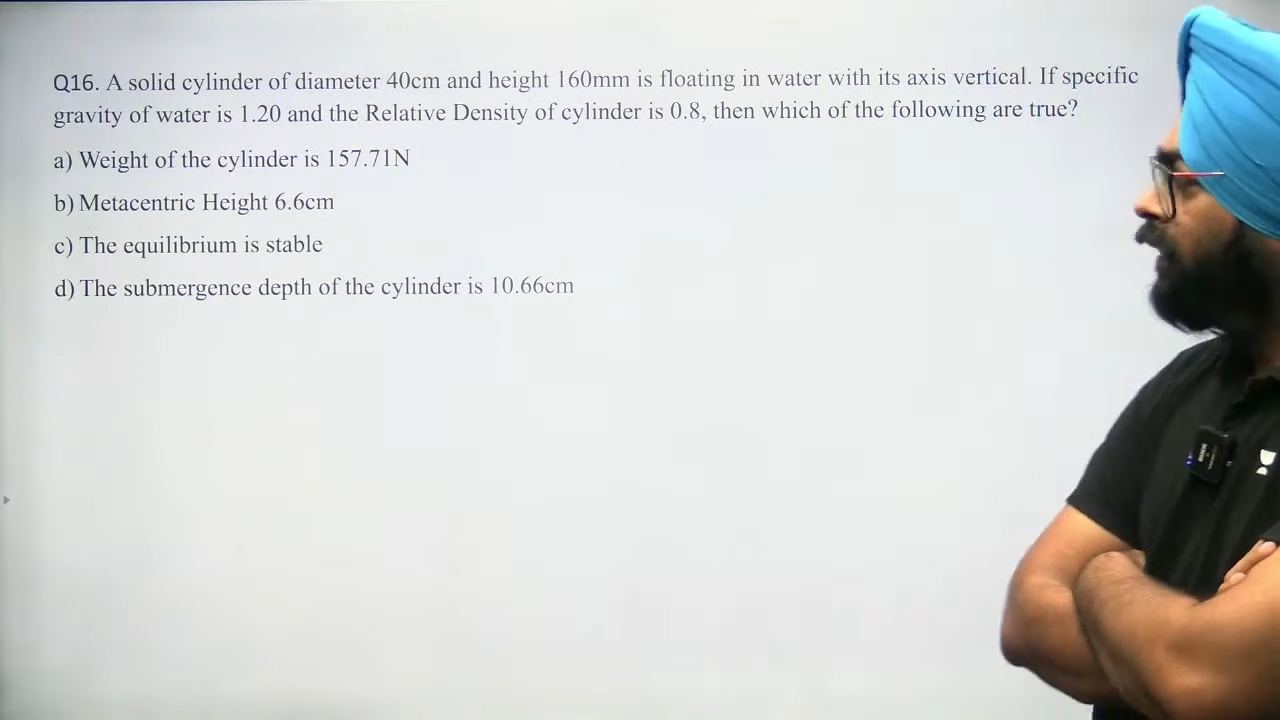 Q16. A solid cylinder of diameter 40cm and height 160mm is floating in water with its axis vertical. If specific
gravity of water is 1.20 and the Relative Density of cylinder is 0.8, then which of the following are true?
a) Weight of the cylinder is 157.71N
b) Metacentric Height 6.6cm
c) The equilibrium is stable
d) The submergence depth of the cylinder is 10.66cm